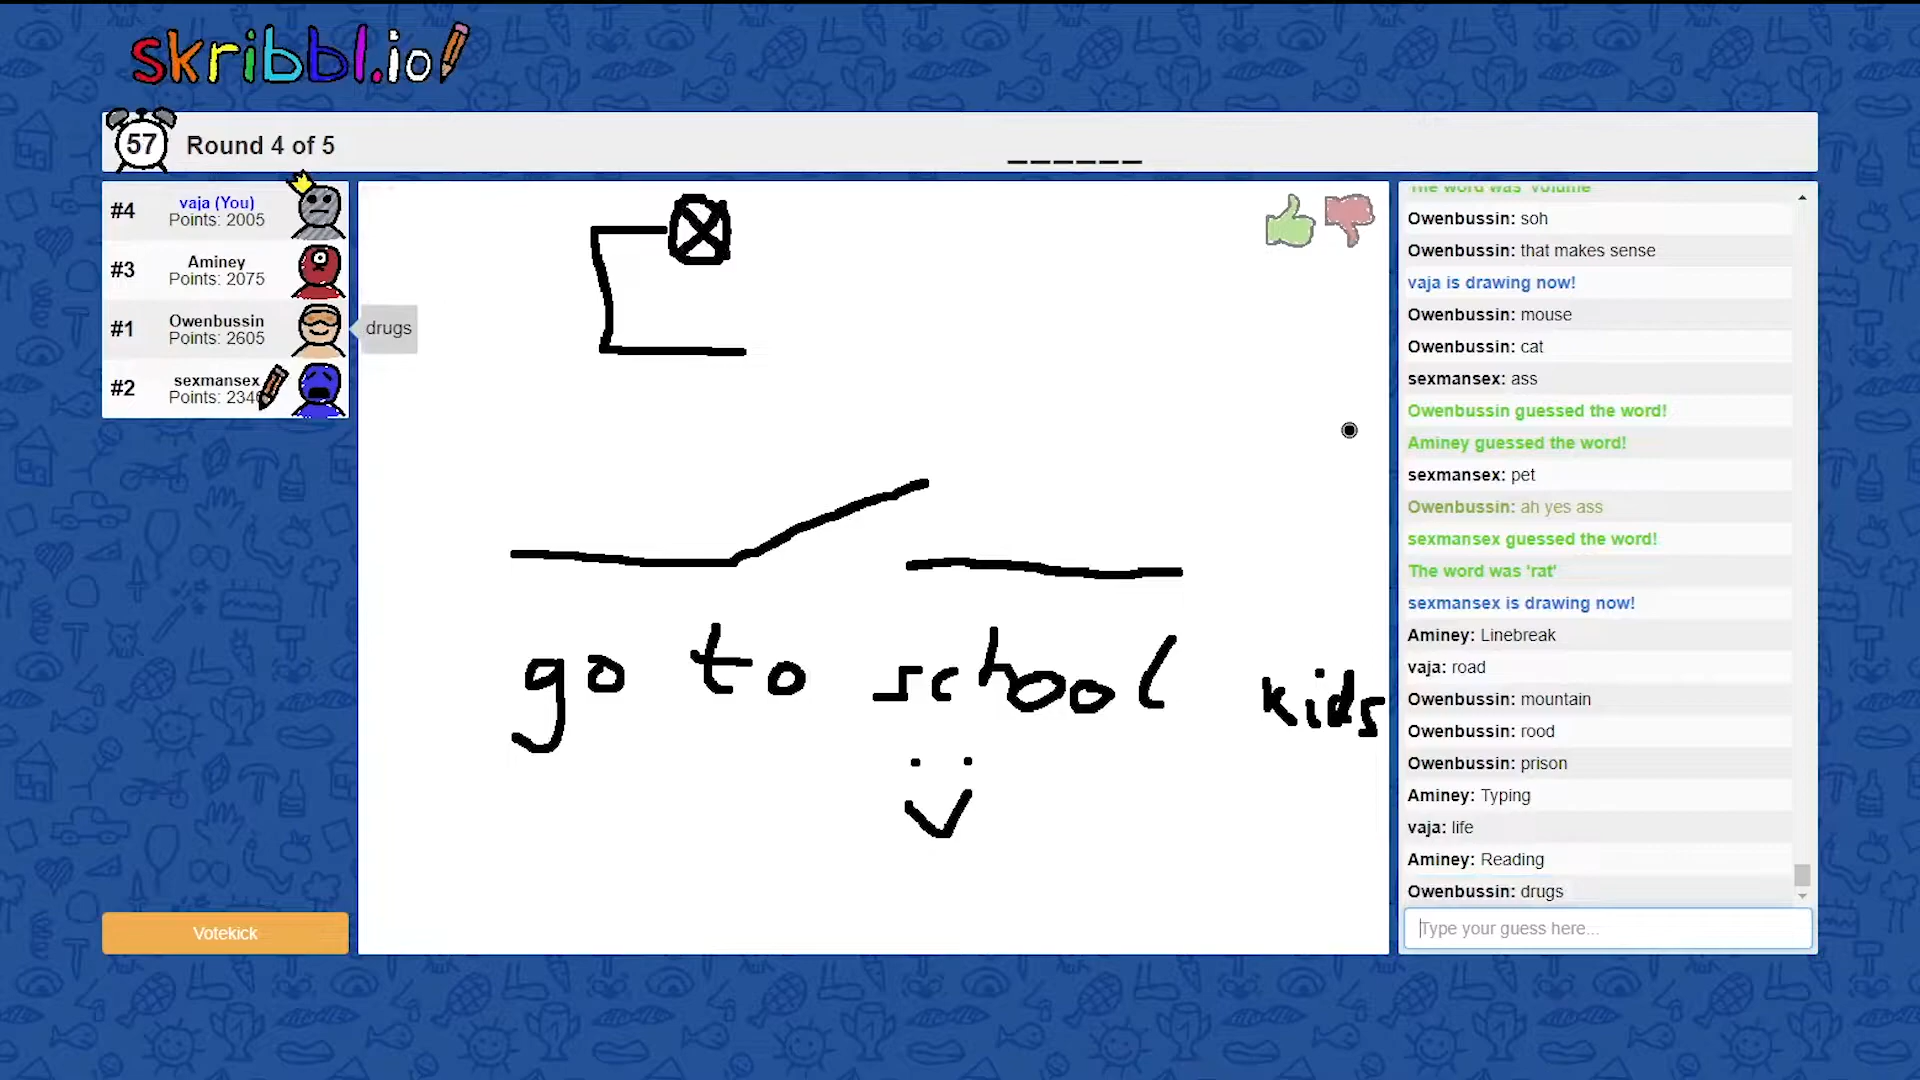 skribbl.io
57
Round 4 of 5
______
#4
vaja (You)
Points: 2005
#3
Aminey
Points: 2075
#1
Owenbussin
Points: 2605
drugs
#2
sexmansex
Points: 234
go to school kids
Votekick
The word was 'volume'
Owenbussin: soh
Owenbussin: that makes sense
vaja is drawing now!
Owenbussin: mouse
Owenbussin: cat
sexmansex: ass
Owenbussin guessed the word!
Aminey guessed the word!
sexmansex: pet
Owenbussin: ah yes ass
sexmansex guessed the word!
The word was 'rat'
sexmansex is drawing now!
Aminey: Linebreak
vaja: road
Owenbussin: mountain
Owenbussin: rood
Owenbussin: prison
Aminey: Typing
vaja: life
Aminey: Reading
Owenbussin: drugs
Type your guess here...